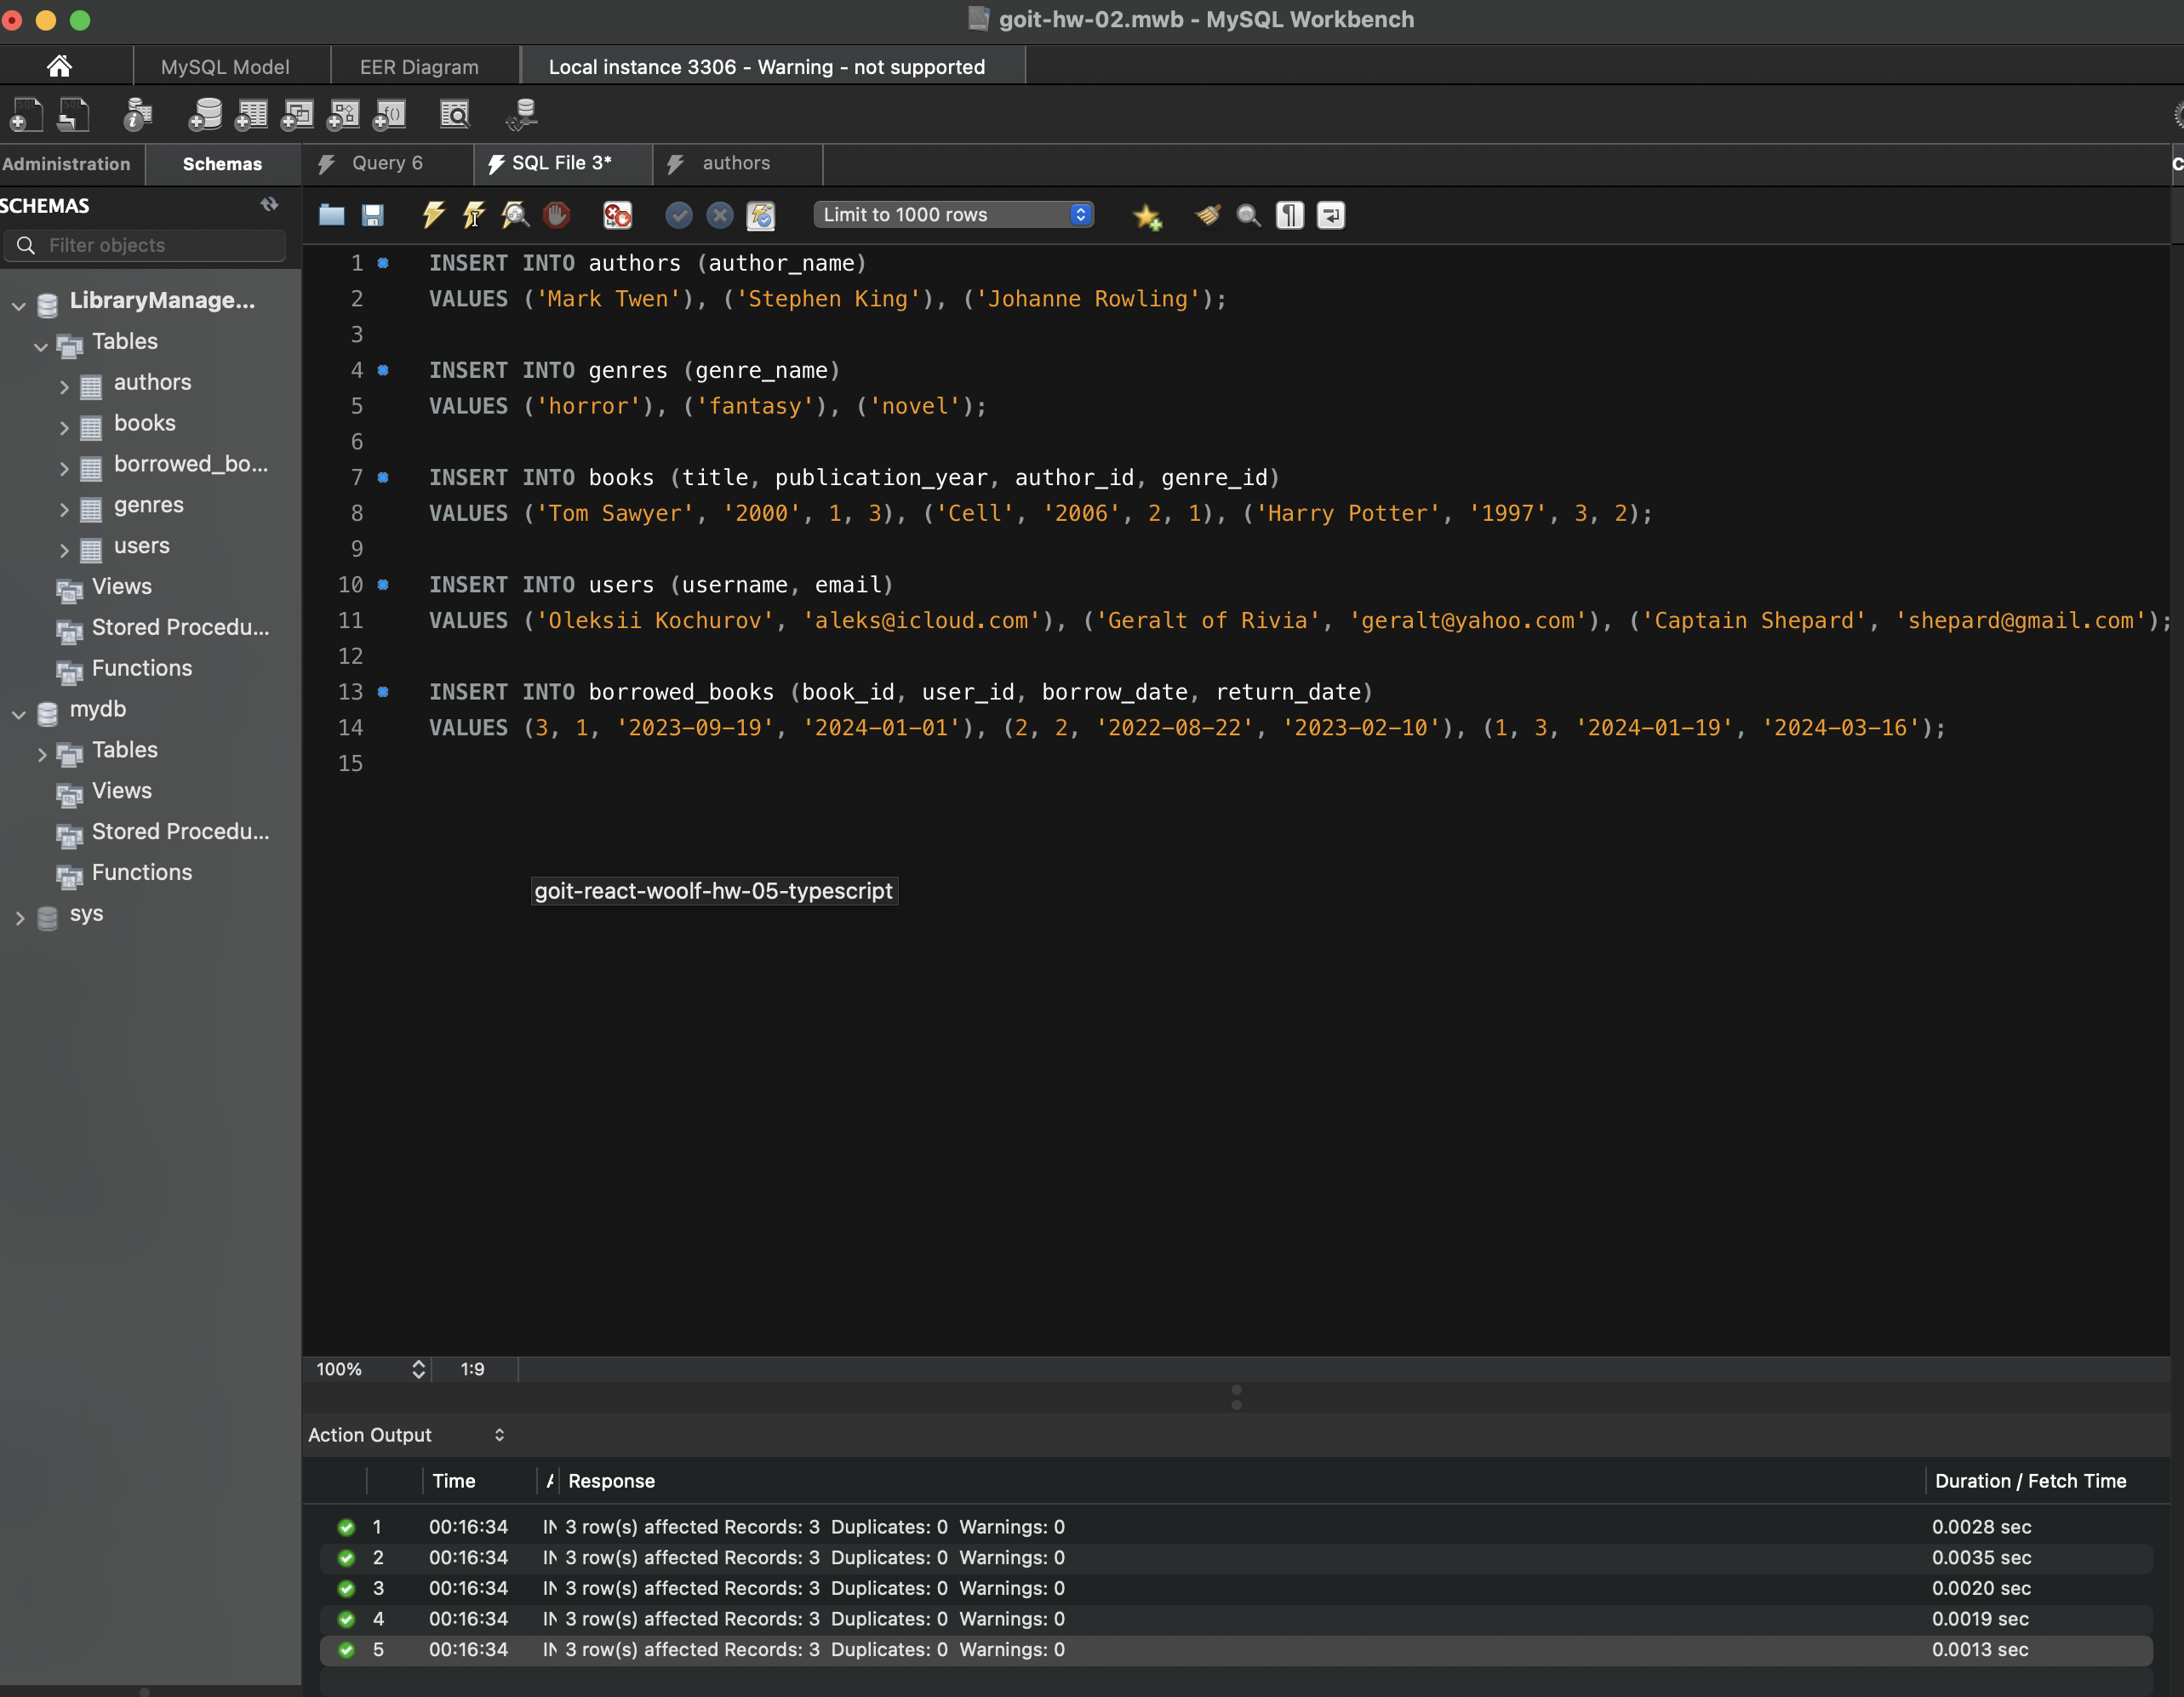 goit-hw-02.mwb - MySQL Workbench
MySQL Model EER Diagram Local instance 3306 - Warning - not supported
Administration Schemas Query 6 SQL File 3* authors
SCHEMAS
Filter objects
Limit to 1000 rows
LibraryManage...
Tables
authors
books
borrowed_bo...
genres
users
Views
Stored Procedu...
Functions
mydb
Tables
Views
Stored Procedu...
Functions
sys
1 INSERT INTO authors (author_name)
2 VALUES ('Mark Twen'), ('Stephen King'), ('Johanne Rowling');
3
4 INSERT INTO genres (genre_name)
5 VALUES ('horror'), ('fantasy'), ('novel');
6
7 INSERT INTO books (title, publication_year, author_id, genre_id)
8 VALUES ('Tom Sawyer', '2000', 1, 3), ('Cell', '2006', 2, 1), ('Harry Potter', '1997', 3, 2);
9
10 INSERT INTO users (username, email)
11 VALUES ('Oleksii Kochurov', 'aleks@icloud.com'), ('Geralt of Rivia', 'geralt@yahoo.com'), ('Captain Shepard', 'shepard@gmail.com');
12
13 INSERT INTO borrowed_books (book_id, user_id, borrow_date, return_date)
14 VALUES (3, 1, '2023-09-19', '2024-01-01'), (2, 2, '2022-08-22', '2023-02-10'), (1, 3, '2024-01-19', '2024-03-16');
15
goit-react-woolf-hw-05-typescript
100% 1:9
Action Output
Time Response Duration / Fetch Time
1 00:16:34 IN 3 row(s) affected Records: 3 Duplicates: 0 Warnings: 0 0.0028 sec
2 00:16:34 IN 3 row(s) affected Records: 3 Duplicates: 0 Warnings: 0 0.0035 sec
3 00:16:34 IN 3 row(s) affected Records: 3 Duplicates: 0 Warnings: 0 0.0020 sec
4 00:16:34 IN 3 row(s) affected Records: 3 Duplicates: 0 Warnings: 0 0.0019 sec
5 00:16:34 IN 3 row(s) affected Records: 3 Duplicates: 0 Warnings: 0 0.0013 sec